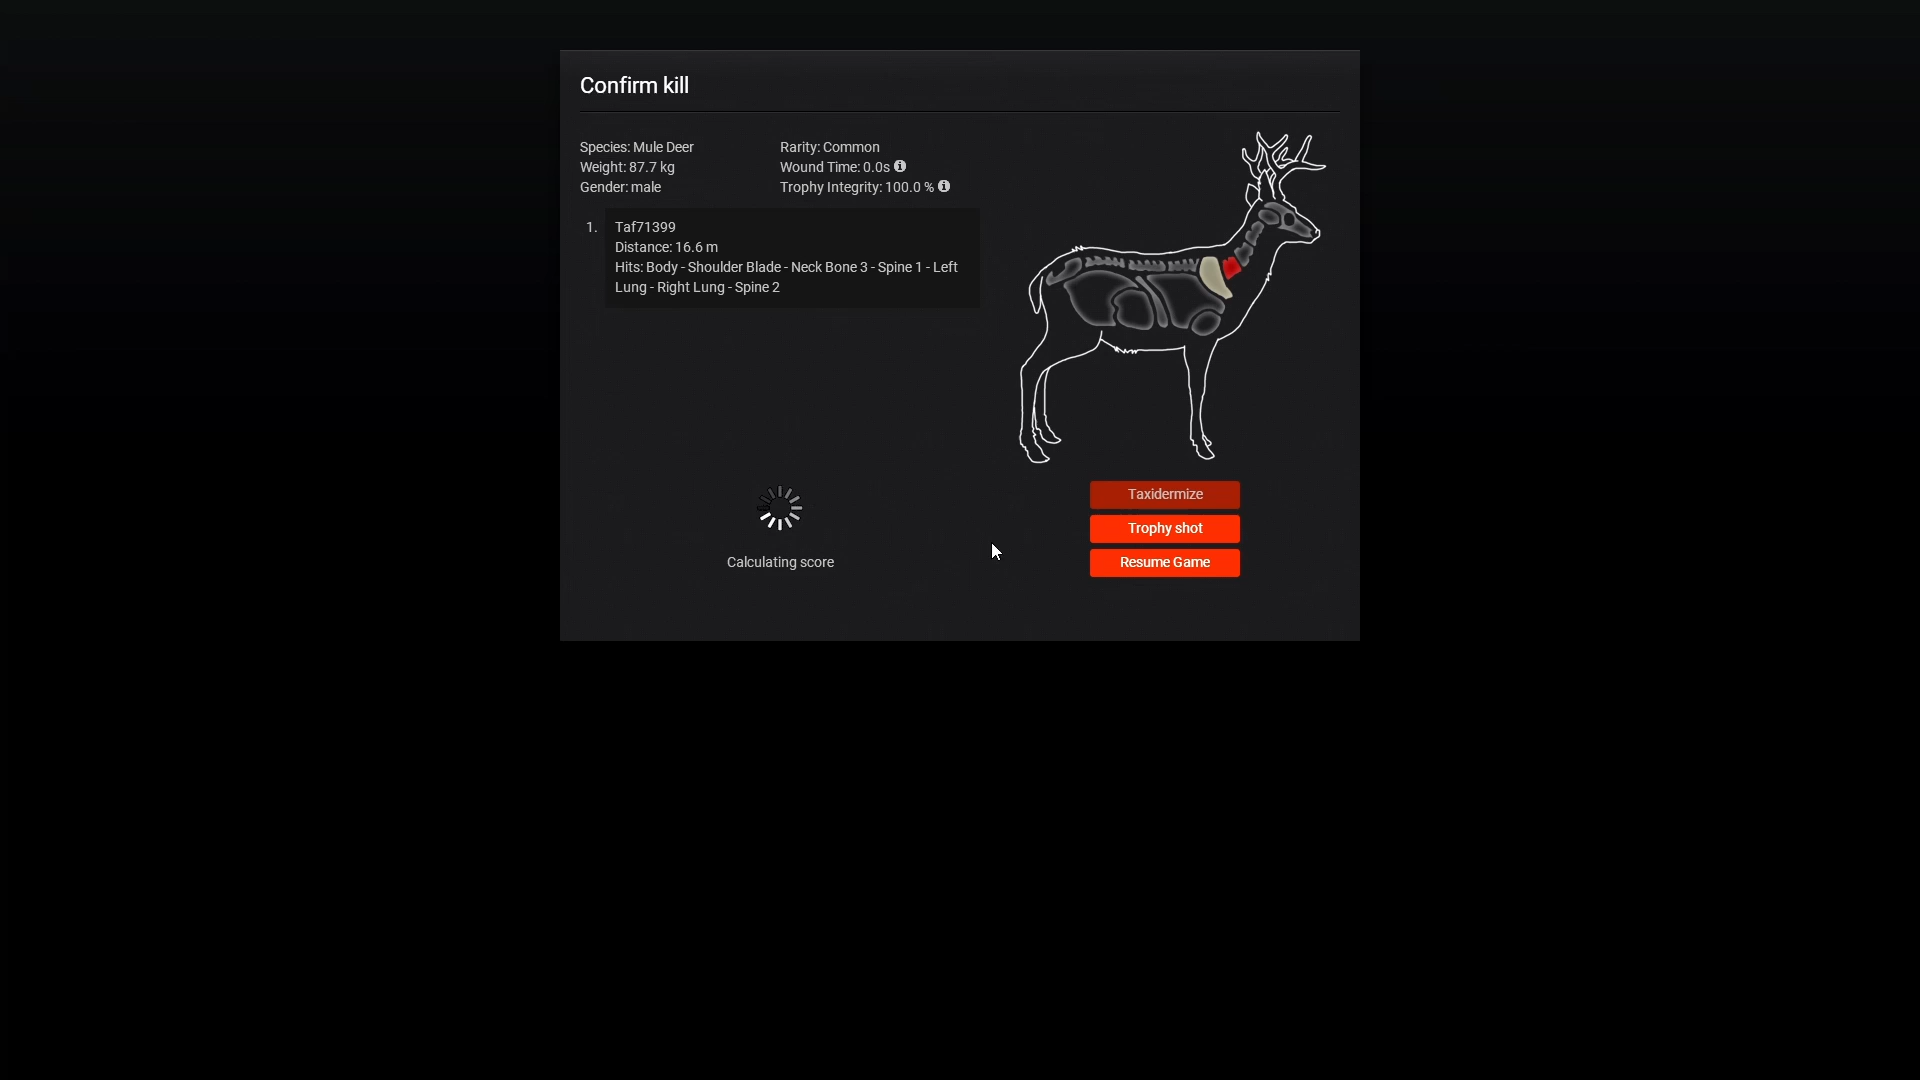 Confirm kill
Species: Mule Deer
Weight: 87.7 kg
Gender: male
Rarity: Common
Wound Time: 0.0s
Trophy Integrity: 100.0 %
1.
Taf71399
Distance: 16.6 m
Hits: Body - Shoulder Blade - Neck Bone 3 - Spine 1 - Left
Lung - Right Lung - Spine 2
Calculating score
Taxidermize
Trophy shot
Resume Game